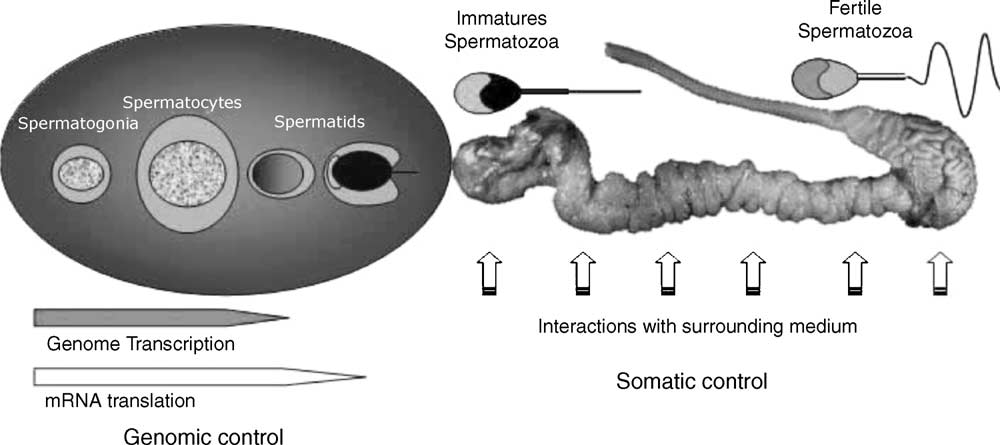 Immatures
Spermatozoa
Fertile
Spermatozoa
Spermatocytes
Spermatogonia
Spermatids
Genome Transcription
mRNA translation
Genomic control
Interactions with surrounding medium
Somatic control